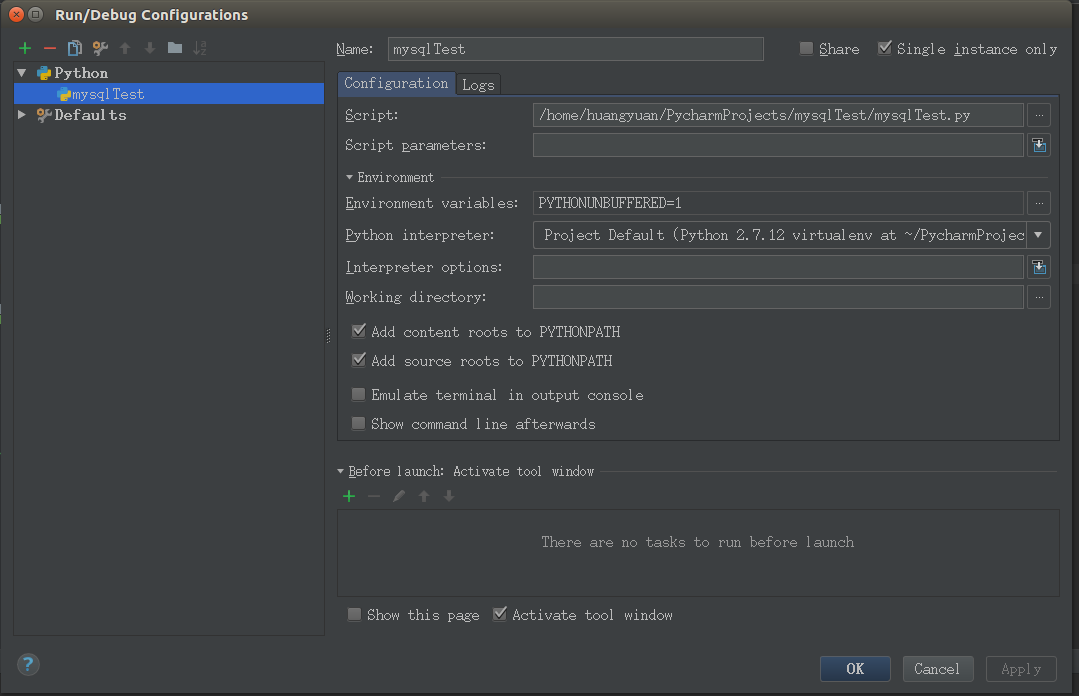 Run/Debug Configurations
Name: mysqlTest Share Single instance only
Python
mysqlTest
Defaults
Configuration Logs
Script: /home/huangyuan/PycharmProjects/mysqlTest/mysqlTest.py ...
Script parameters:
Environment
Environment variables: PYTHONUNBUFFERED=1 ...
Python interpreter: Project Default (Python 2.7.12 virtualenv at ~/PycharmProjec
Interpreter options:
Working directory: ...
Add content roots to PYTHONPATH
Add source roots to PYTHONPATH
Emulate terminal in output console
Show command line afterwards
Before launch: Activate tool window
There are no tasks to run before launch
Show this page Activate tool window
? OK Cancel Apply